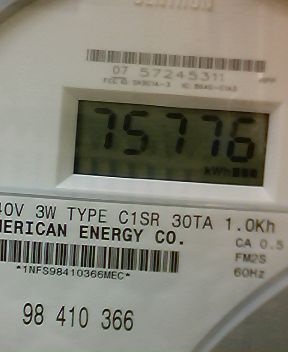 CENTRON
07 57245311
75776
kWh
40V 3W TYPE C1SR 30TA 1.0Kh
MERICAN ENERGY CO.
CA 0.5
*1NFS98410366MEC*
FM2S
60Hz
98 410 366